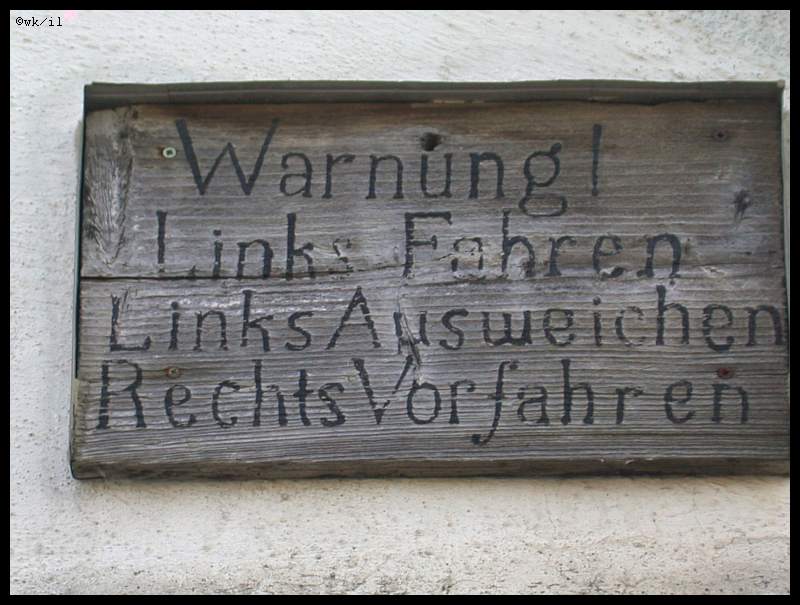 ©wk/il
Warnung!
Links Fahren
Links Ausweichen
Rechts Vorfahren